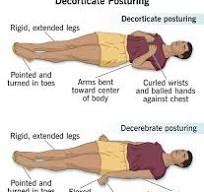 Decorticate Posturing
Decorticate posturing
Rigid, extended legs
Pointed and
turned in toes
Arms bent
toward center
of body
Curled wrists
and balled hands
against chest
Decerebrate posturing
Rigid, extended legs
Pointed and
turned in toes
Flexed